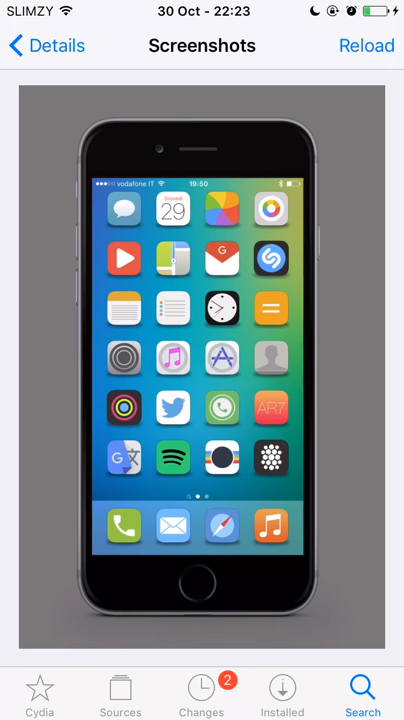 SLIMZY 30 Oct - 22:23
Details Screenshots Reload
vodafone IT 19:50
Giovedì
29
G
AR7
G 文
Cydia Sources Changes 2 Installed Search